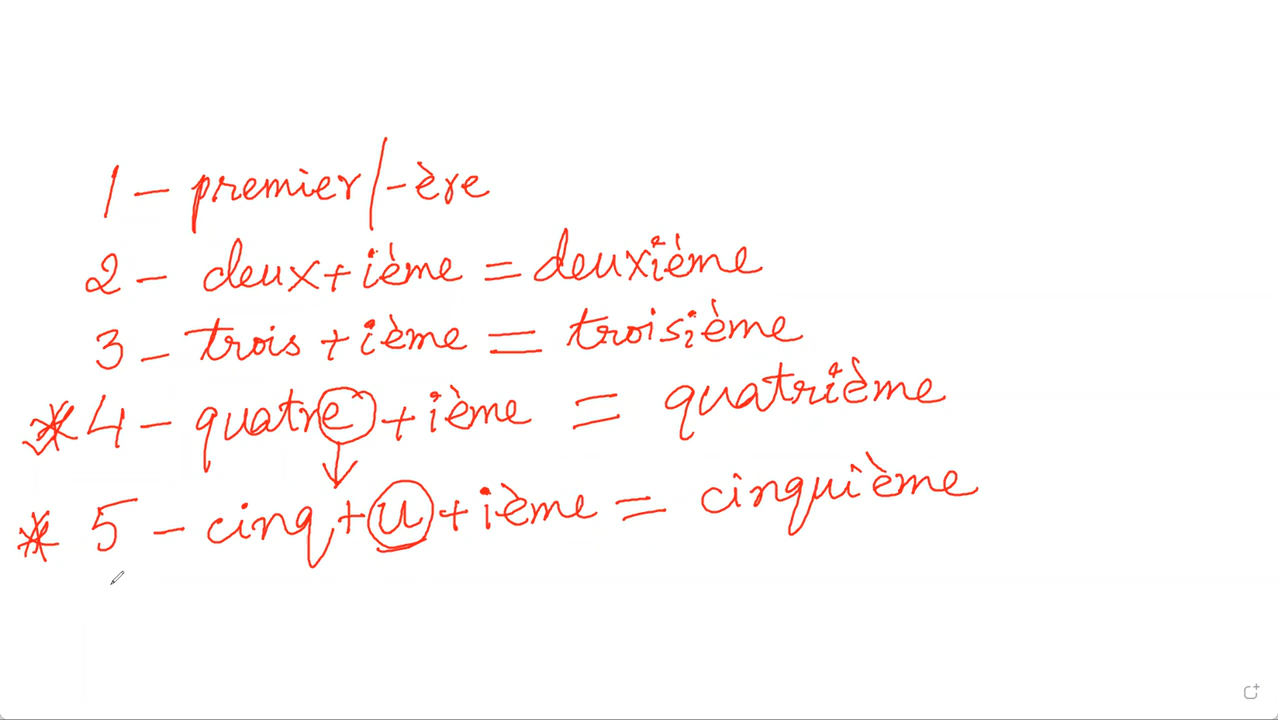 1 - premier/-ère
2 - deux + ième = deuxième
3 - trois + ième = troisième
* 4 - quatre + ième = quatrième
* 5 - cinq + u + ième = cinquième